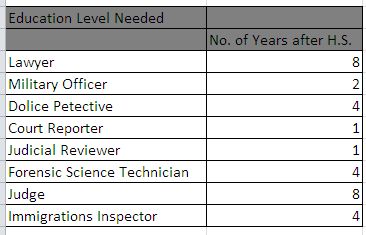 Education Level Needed
No. of Years after H.S.
Lawyer 8
Military Officer 2
Dolice Petective 4
Court Reporter 1
Judicial Reviewer 1
Forensic Science Technician 4
Judge 8
Immigrations Inspector 4